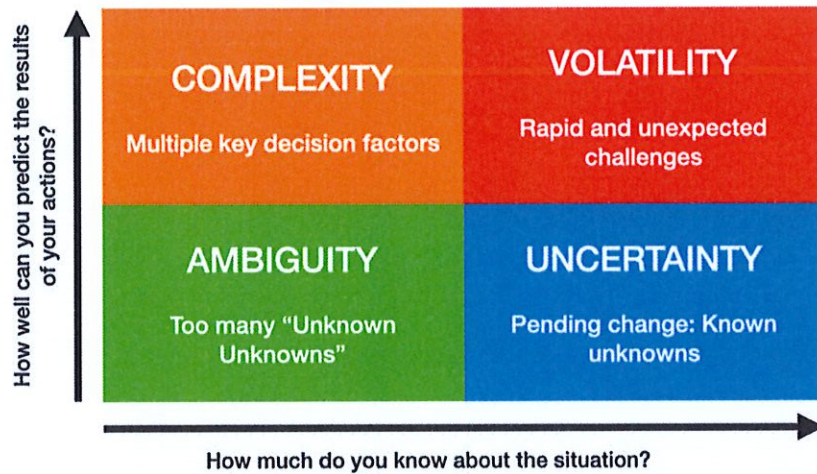 How well can you predict the results
of your actions?
COMPLEXITY
Multiple key decision factors
VOLATILITY
Rapid and unexpected
challenges
AMBIGUITY
Too many “Unknown
Unknowns”
UNCERTAINTY
Pending change: Known
unknowns
How much do you know about the situation?